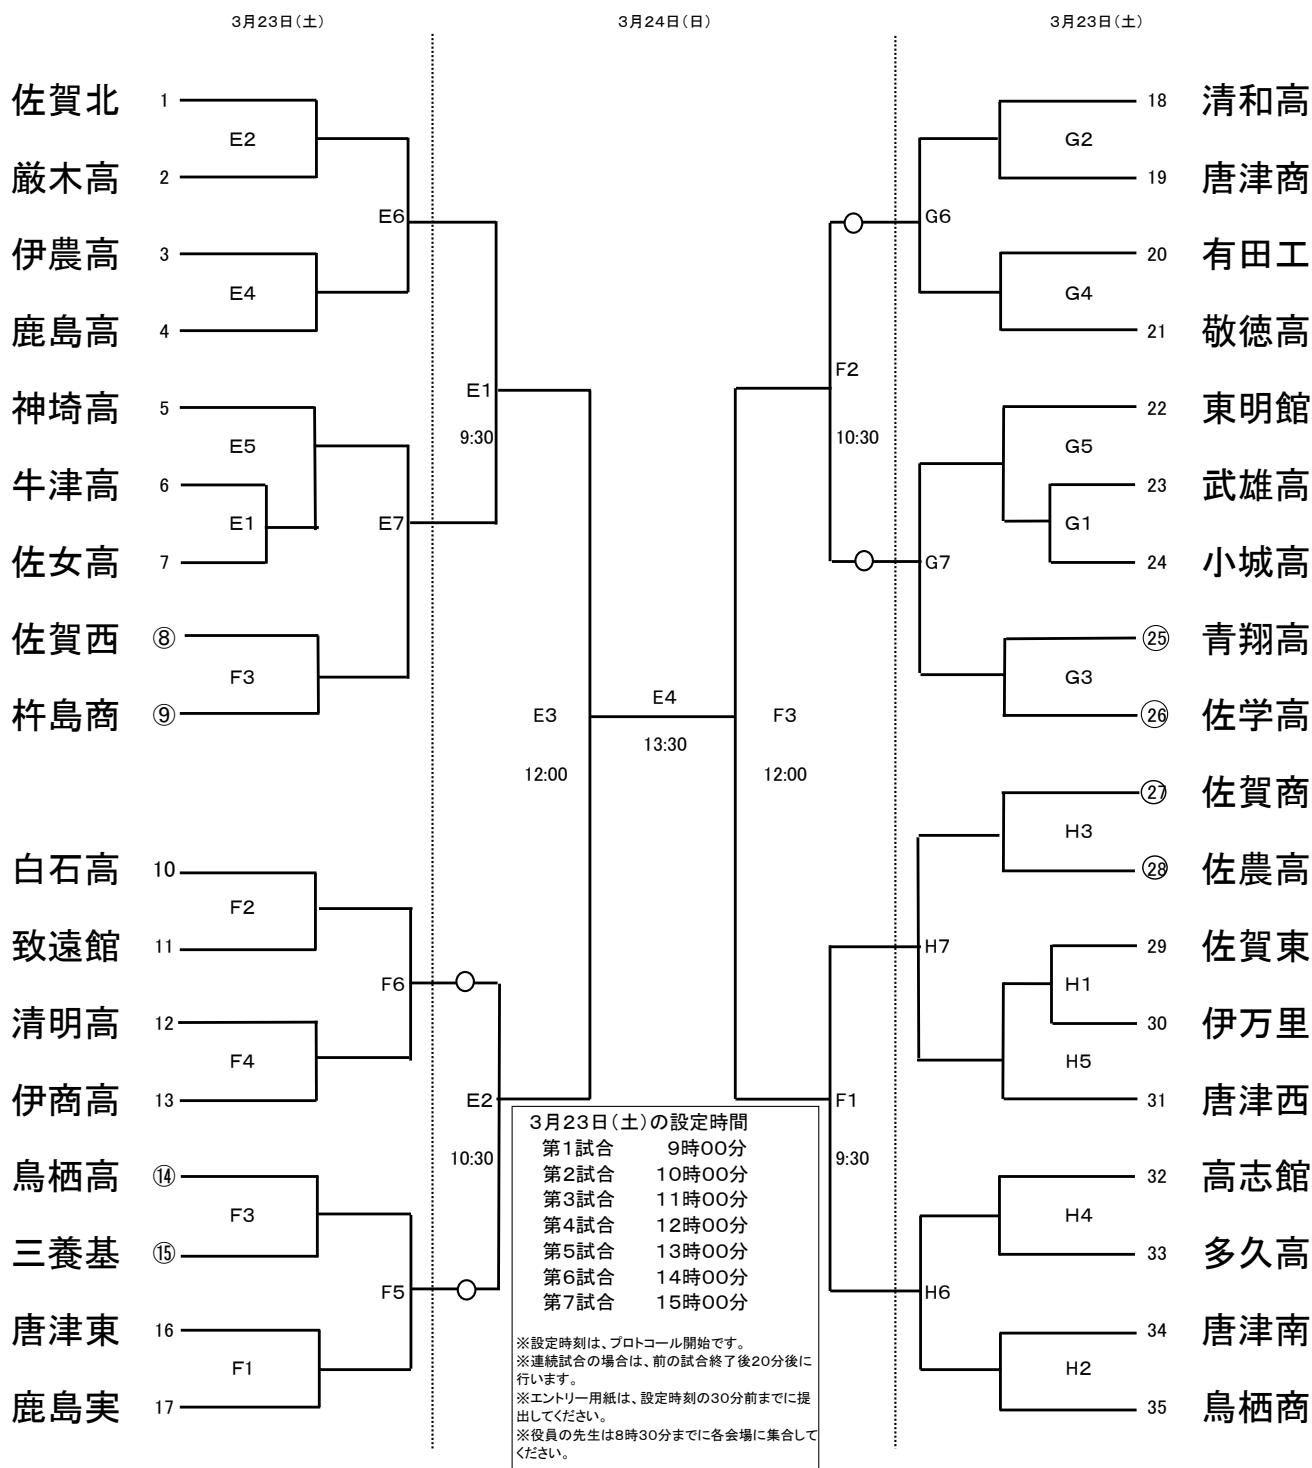 3月23日(土)
3月24日(日)
3月23日(土)
佐賀北 1
E2
厳木高 2
E6
伊農高 3
E4
鹿島高 4
E1
9:30
神埼高 5
E5
牛津高 6
E1
佐女高 7
E7
佐賀西 ⑧
F3
杵島商 ⑨
E3
12:00
白石高 10
F2
致遠館 11
F6
清明高 12
F4
伊商高 13
E2
10:30
鳥栖高 ⑭
F3
三養基 ⑮
F5
唐津東 16
F1
鹿島実 17
E4
13:30
18 清和高
G2
19 唐津商
G6
20 有田工
G4
21 敬徳高
F2
10:30
22 東明館
G5
23 武雄高
G1
24 小城高
G7
㉕ 青翔高
G3
㉖ 佐学高
F3
12:00
㉗ 佐賀商
H3
㉘ 佐農高
H7
29 佐賀東
H1
30 伊万里
H5
31 唐津西
F1
9:30
32 高志館
H4
33 多久高
H6
34 唐津南
H2
35 鳥栖商
3月23日(土)の設定時間
第1試合 9時00分
第2試合 10時00分
第3試合 11時00分
第4試合 12時00分
第5試合 13時00分
第6試合 14時00分
第7試合 15時00分
※設定時刻は、プロトコール開始です。
※連続試合の場合は、前の試合終了後20分後に
行います。
※エントリー用紙は、設定時刻の30分前までに提
出してください。
※役員の先生は8時30分までに各会場に集合して
ください。